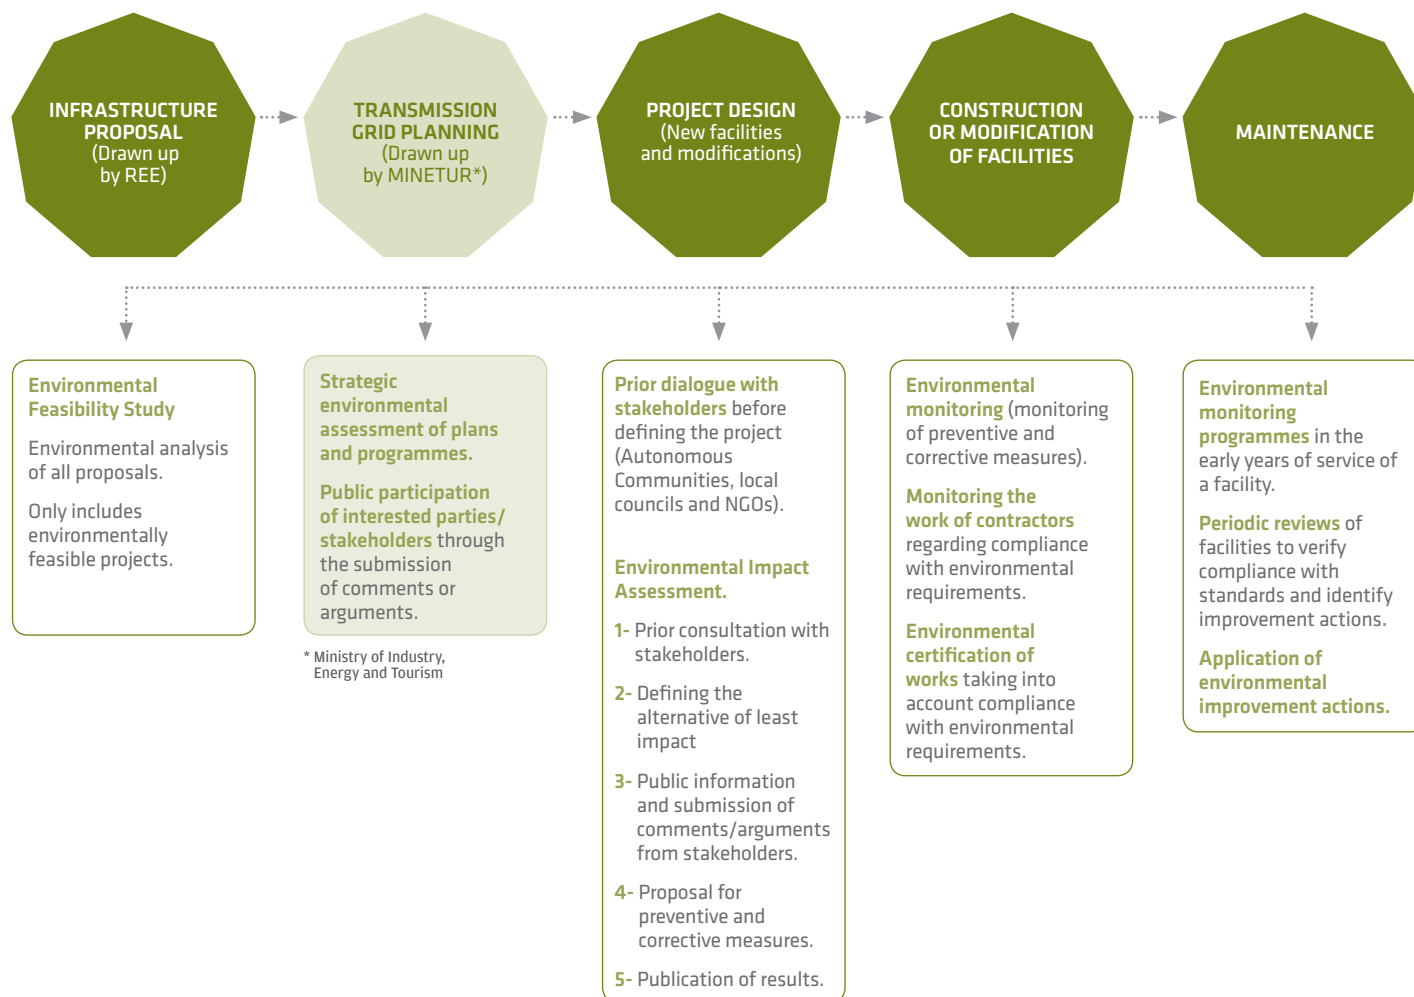 INFRASTRUCTURE
PROPOSAL
(Drawn up
by REE)
TRANSMISSION
GRID PLANNING
(Drawn up
by MINETUR*)
PROJECT DESIGN
(New facilities
and modifications)
CONSTRUCTION
OR MODIFICATION
OF FACILITIES
MAINTENANCE
Environmental
Feasibility Study
Environmental analysis
of all proposals.
Only includes
environmentally
feasible projects.
Strategic
environmental
assessment of plans
and programmes.
Public participation
of interested parties/
stakeholders through
the submission
of comments or
arguments.
* Ministry of Industry,
Energy and Tourism
Prior dialogue with
stakeholders before
defining the project
(Autonomous
Communities, local
councils and NGOs).
Environmental Impact
Assessment.
1- Prior consultation with
stakeholders.
2- Defining the
alternative of least
impact
3- Public information
and submission of
comments/arguments
from stakeholders.
4- Proposal for
preventive and
corrective measures.
5- Publication of results.
Environmental
monitoring (monitoring
of preventive and
corrective measures).
Monitoring the
work of contractors
regarding compliance
with environmental
requirements.
Environmental
certification of
works taking into
account compliance
with environmental
requirements.
Environmental
monitoring
programmes in the
early years of service of
a facility.
Periodic reviews of
facilities to verify
compliance with
standards and identify
improvement actions.
Application of
environmental
improvement actions.